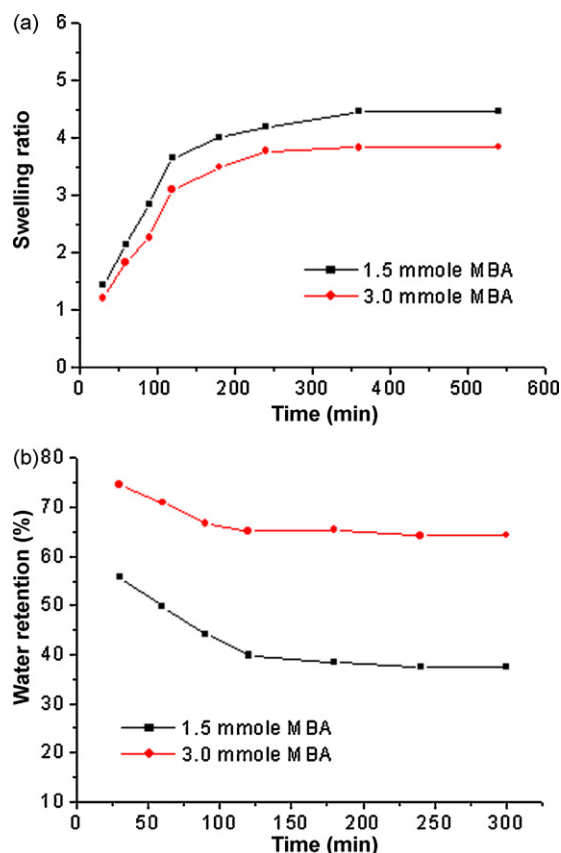 (a)
6
5
4
3
2
1
0
Swelling ratio
1.5 mmole MBA
3.0 mmole MBA
0 100 200 300 400 500 600
Time (min)
(b)
80
70
60
50
40
30
20
10
Water retention (%)
1.5 mmole MBA
3.0 mmole MBA
0 50 100 150 200 250 300
Time (min)